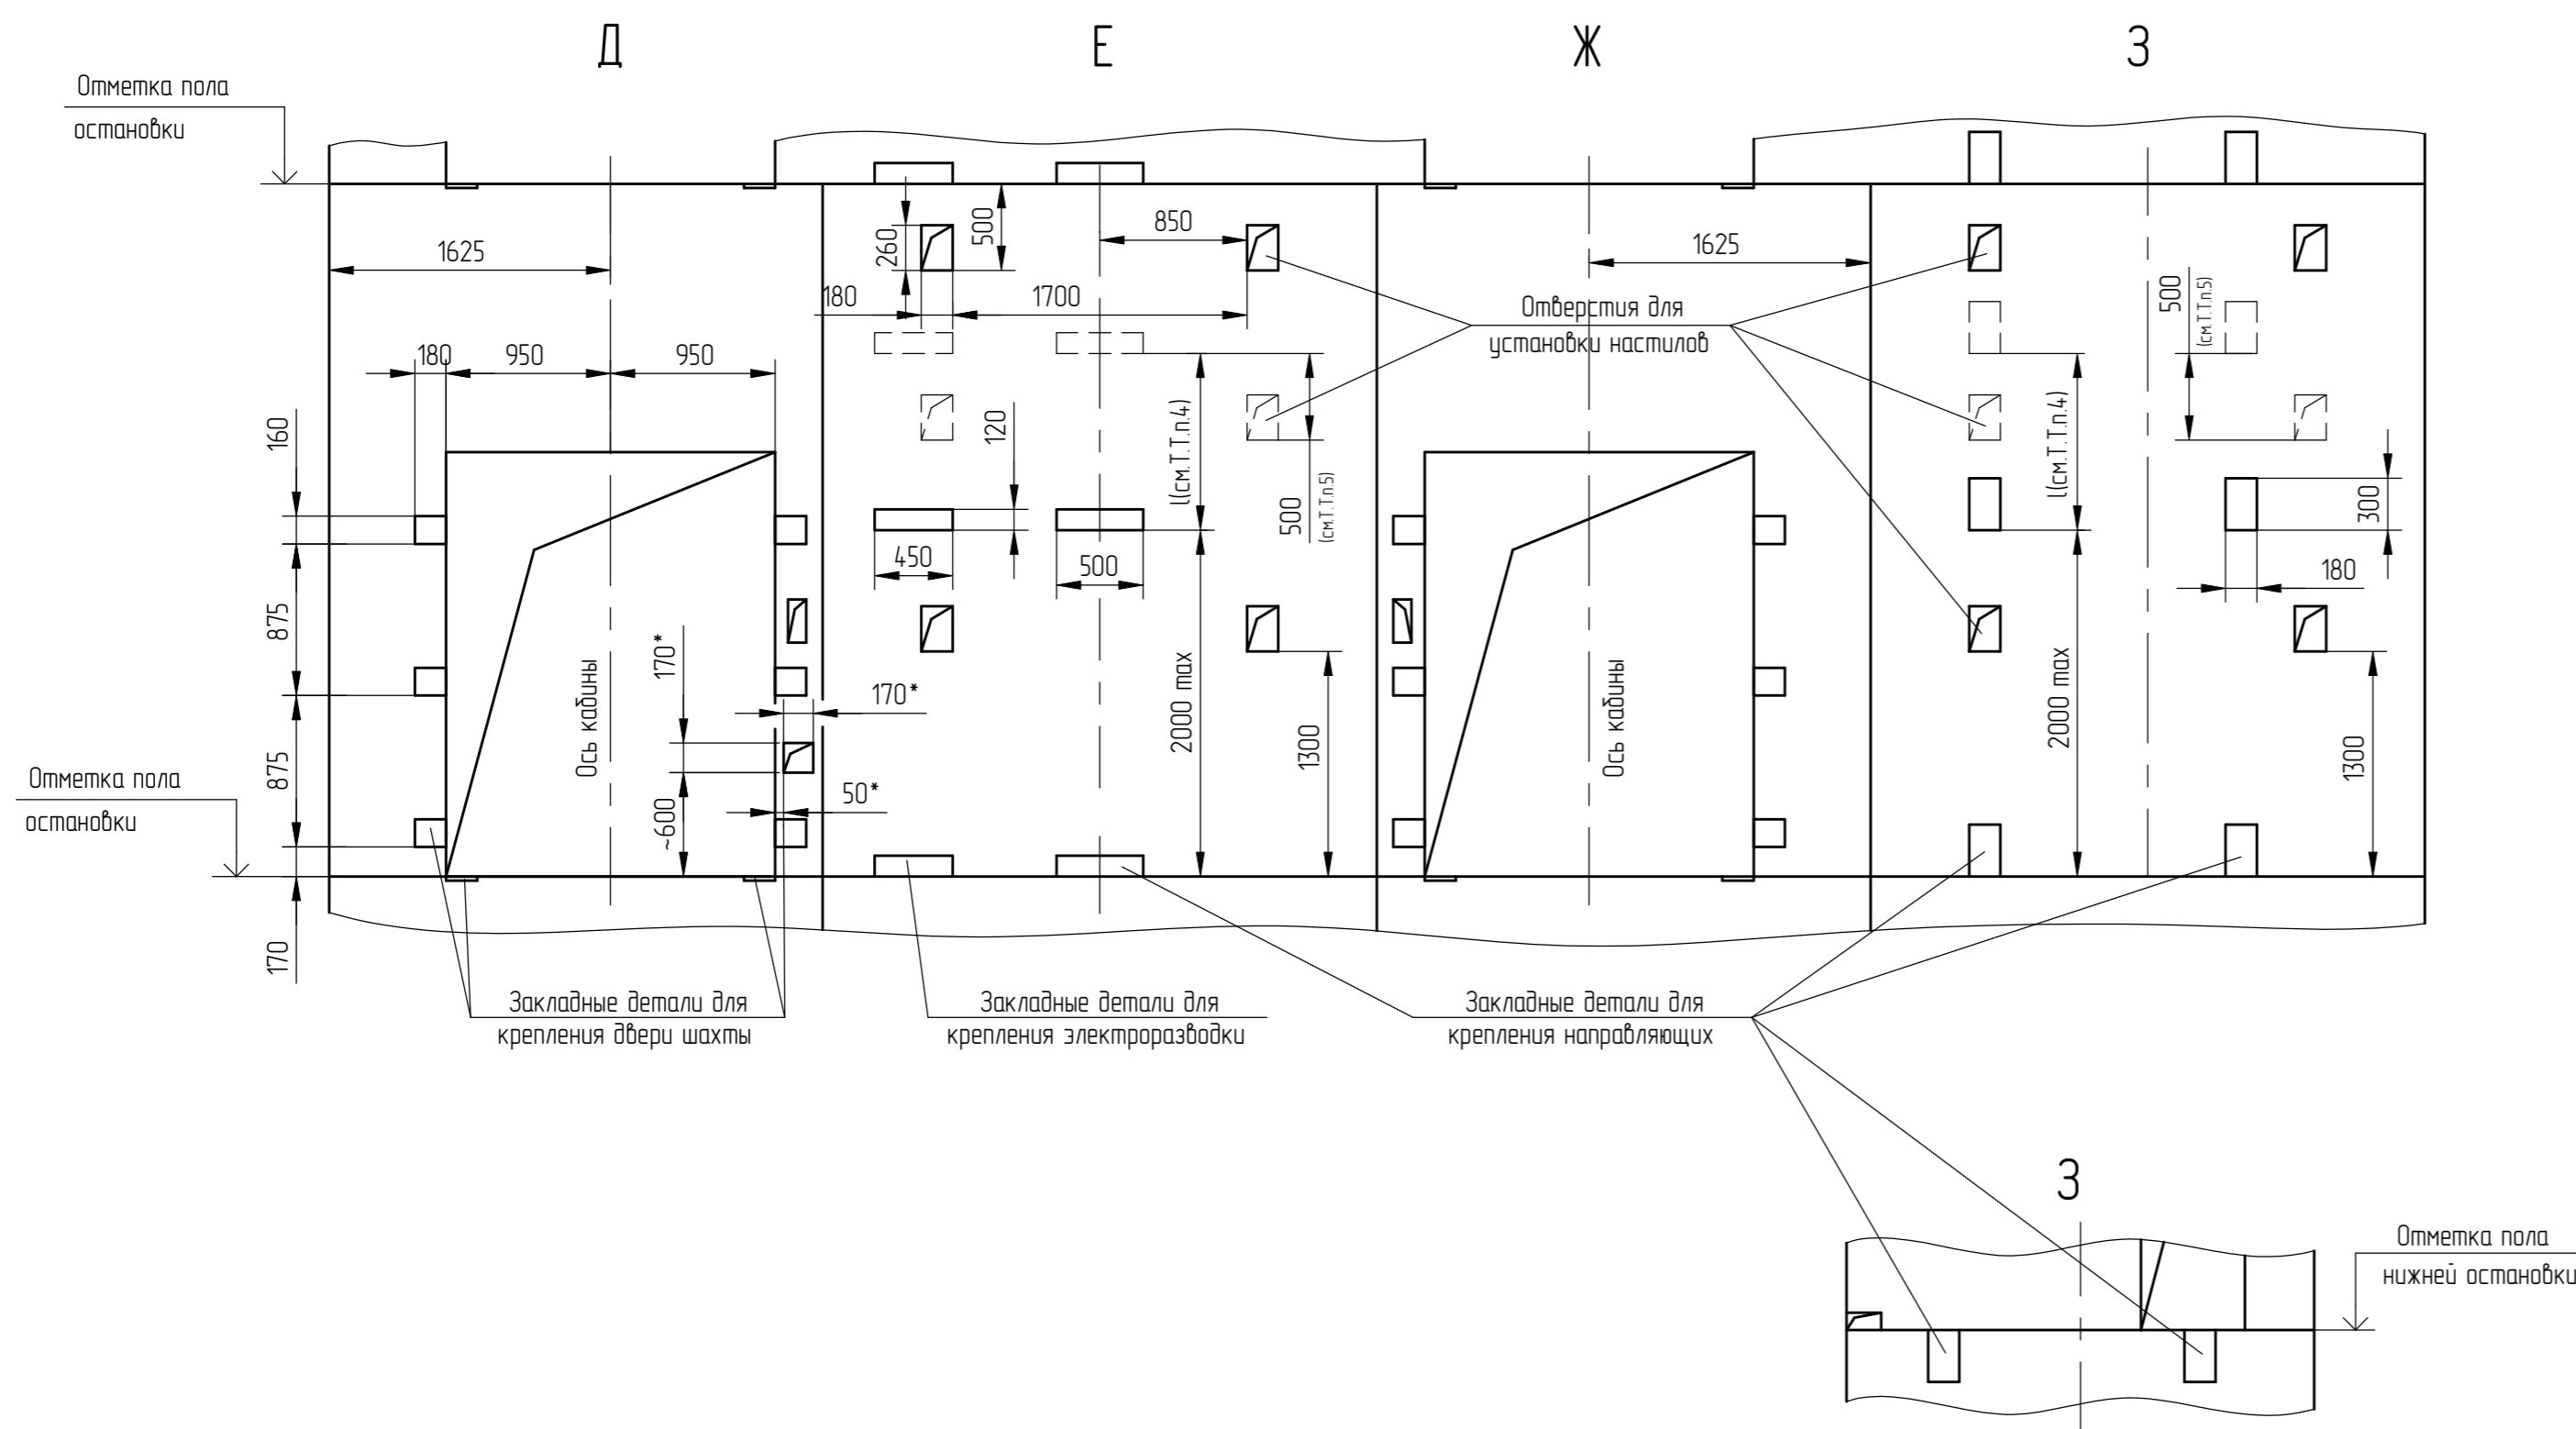 Д
Е
Ж
З
Отметка пола
остановки
1625
180
950
950
160
875
875
170
170*
170*
50*
~600
Ось кабины
Отметка пола
остановки
260
500
850
180
1700
120
450
500
l(см.Т.Т.п.4)
500
(см.Т.Т.п.5)
2000 max
1300
Отверстия для
установки настилов
1625
Ось кабины
500
(см.Т.Т.п.5)
l(см.Т.Т.п.4)
300
180
2000 max
1300
Закладные детали для
крепления двери шахты
Закладные детали для
крепления электроразводки
Закладные детали для
крепления направляющих
З
Отметка пола
нижней остановки